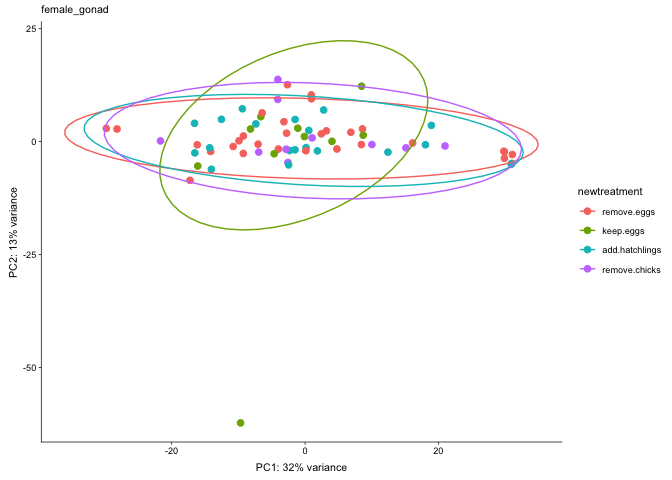 female_gonad
25
0
-25
-50
PC2: 13% variance
-20
0
20
PC1: 32% variance
newtreatment
remove.eggs
keep.eggs
add.hatchlings
remove.chicks